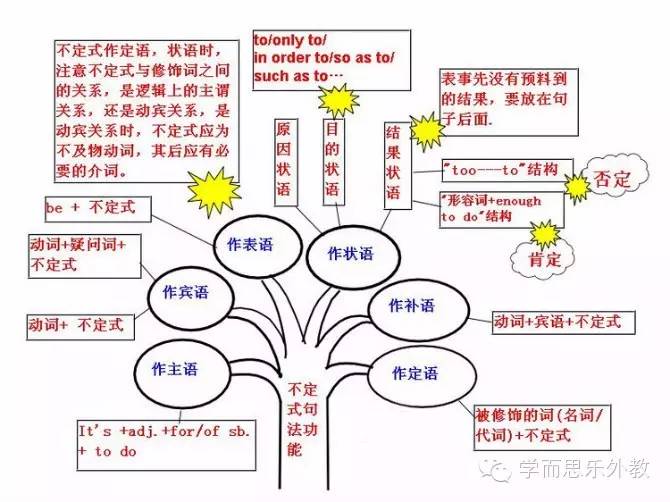 不定式作定语，状语时，
注意不定式与修饰词之间
的关系，是逻辑上的主谓
关系，还是动宾关系，是
动宾关系时，不定式应为
不及物动词，其后应有必
要的介词。
to/only to/
in order to/so as to/
such as to…
表事先没有预料到
的结果，要放在句
子后面.
原因状语
目的状语
结果状语
"too---to"结构
否定
"形容词+enough
to do"结构
肯定
be + 不定式
作表语
作状语
动词+疑问词+
不定式
作宾语
动词+ 不定式
作补语
动词+宾语+不定式
作主语
It's +adj.+for/of sb.
+ to do
作定语
被修饰的词(名词/
代词)+不定式
不定
式句
法功
能
学而思乐外教